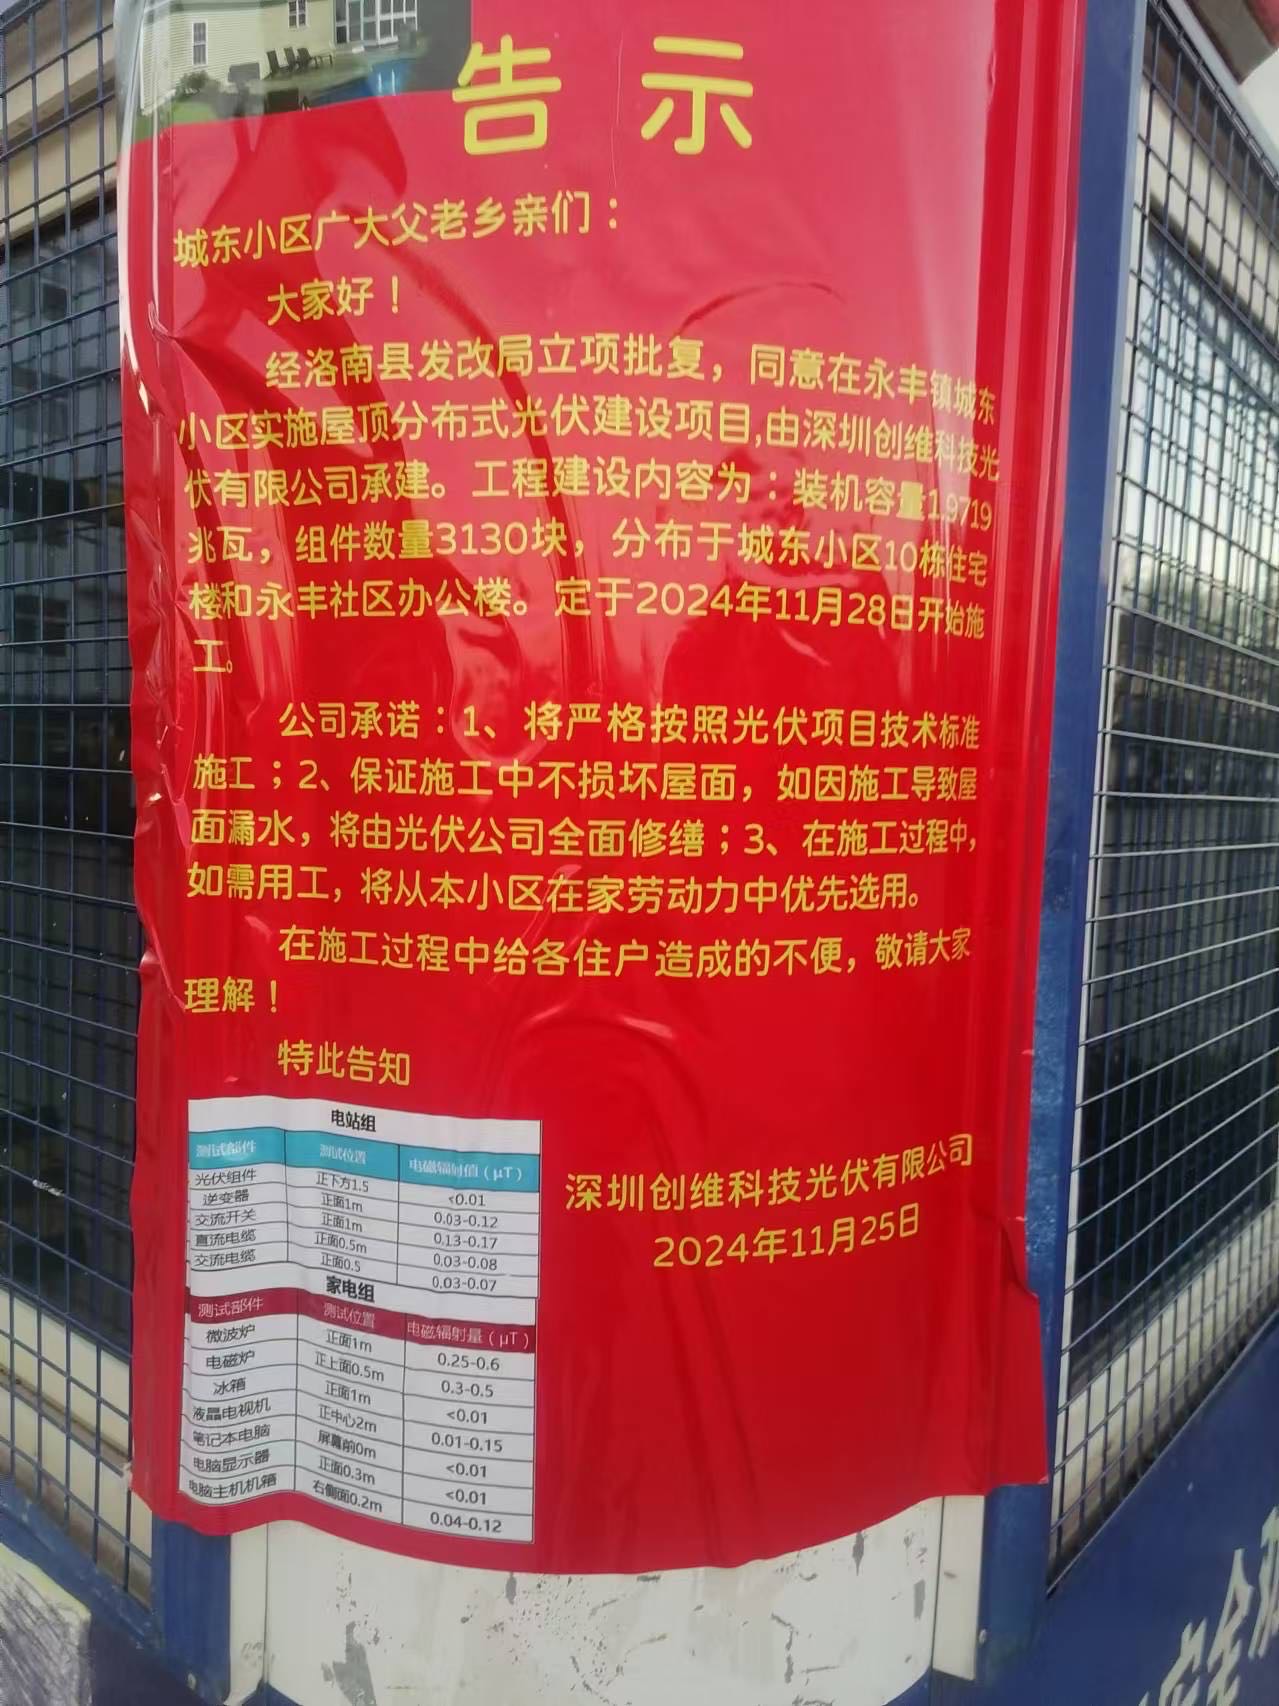 告 示
城东小区广大父老乡亲们：
大家好！
经洛南县发改局立项批复，同意在永丰镇城东
小区实施屋顶分布式光伏建设项目,由深圳创维科技光
伏有限公司承建。工程建设内容为：装机容量1.9719
兆瓦，组件数量3130块，分布于城东小区10栋住宅
楼和永丰社区办公楼。定于2024年11月28日开始施
工。
公司承诺：1、将严格按照光伏项目技术标准
施工；2、保证施工中不损坏屋面，如因施工导致屋
面漏水，将由光伏公司全面修缮；3、在施工过程中，
如需用工，将从本小区在家劳动力中优先选用。
在施工过程中给各住户造成的不便，敬请大家
理解！
特此告知
深圳创维科技光伏有限公司
2024年11月25日
电站组
测试部件 测试位置 电磁辐射值（μT）
光伏组件 正下方1.5 <0.01
逆变器 正面1m 0.03-0.12
交流开关 正面1m 0.13-0.17
直流电缆 正面0.5m 0.03-0.08
交流电缆 正面0.5 0.03-0.07
家电组
测试部件 测试位置 电磁辐射量（μT）
微波炉 正面1m 0.25-0.6
电磁炉 正上面0.5m 0.3-0.5
冰箱 正面1m <0.01
液晶电视机 正中心2m 0.01-0.15
笔记本电脑 屏幕前0m <0.01
电脑显示器 正面0.3m <0.01
电脑主机机箱 右侧面0.2m 0.04-0.12